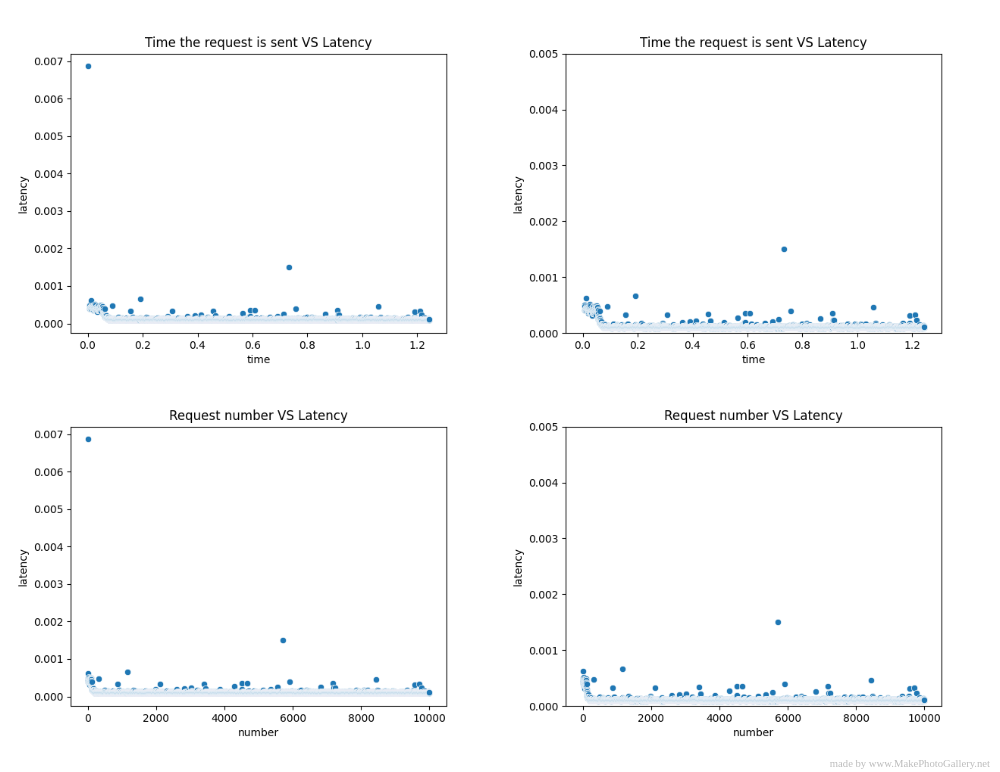 Time the request is sent VS Latency
0.007
0.006
0.005
0.004
0.003
0.002
0.001
0.000
latency
0.0 0.2 0.4 0.6 0.8 1.0 1.2
time
Time the request is sent VS Latency
0.005
0.004
0.003
0.002
0.001
0.000
latency
0.0 0.2 0.4 0.6 0.8 1.0 1.2
time
Request number VS Latency
0.007
0.006
0.005
0.004
0.003
0.002
0.001
0.000
latency
0 2000 4000 6000 8000 10000
number
Request number VS Latency
0.005
0.004
0.003
0.002
0.001
0.000
latency
0 2000 4000 6000 8000 10000
number
made by www.MakePhotoGallery.net